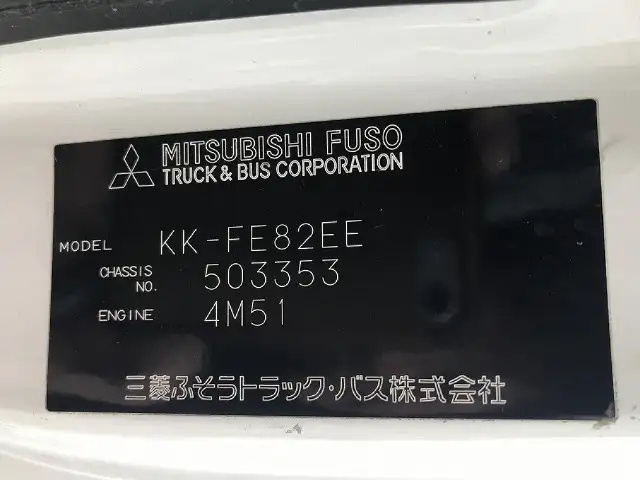 MITSUBISHI FUSO
TRUCK & BUS CORPORATION
MODEL KK-FE82EE
CHASSIS NO. 503353
ENGINE 4M51
三菱ふそうトラック・バス株式会社